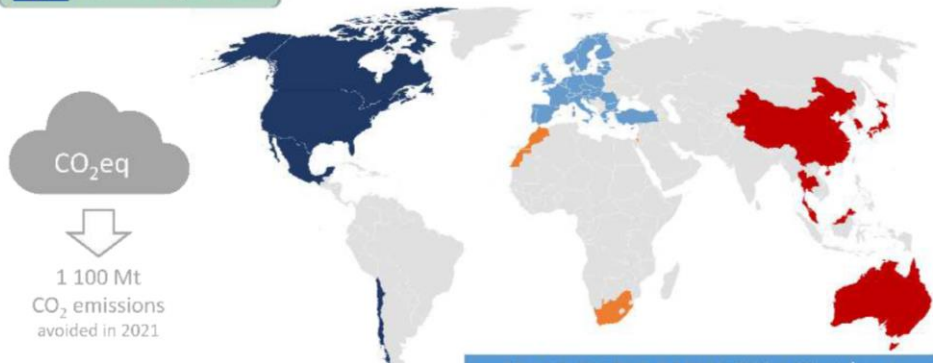 CO₂eq
1 100 Mt
CO₂ emissions
avoided in 2021